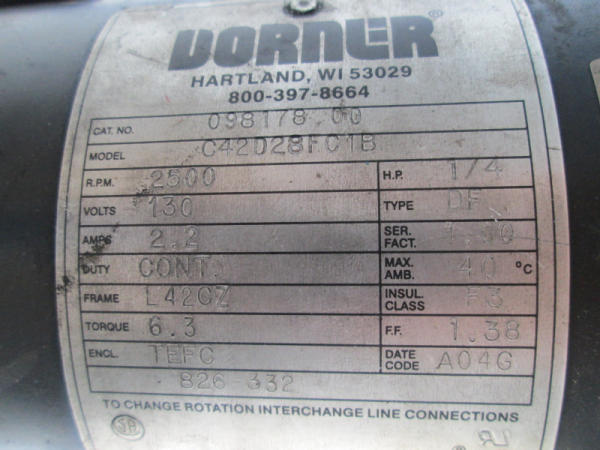 DORNER®
HARTLAND, WI 53029
800-397-8664
CAT. NO. 098178 00
MODEL C42D28FC1B
R.P.M. 2500 H.P. 1/4
VOLTS 130 TYPE DF
AMPS 2.2 SER. FACT. 1.00
DUTY CONT. MAX. AMB. 40 °C
FRAME L42CZ INSUL. CLASS F3
TORQUE 6.3 F.F. 1.38
ENCL. TEFC DATE CODE A04G
826 332
TO CHANGE ROTATION INTERCHANGE LINE CONNECTIONS